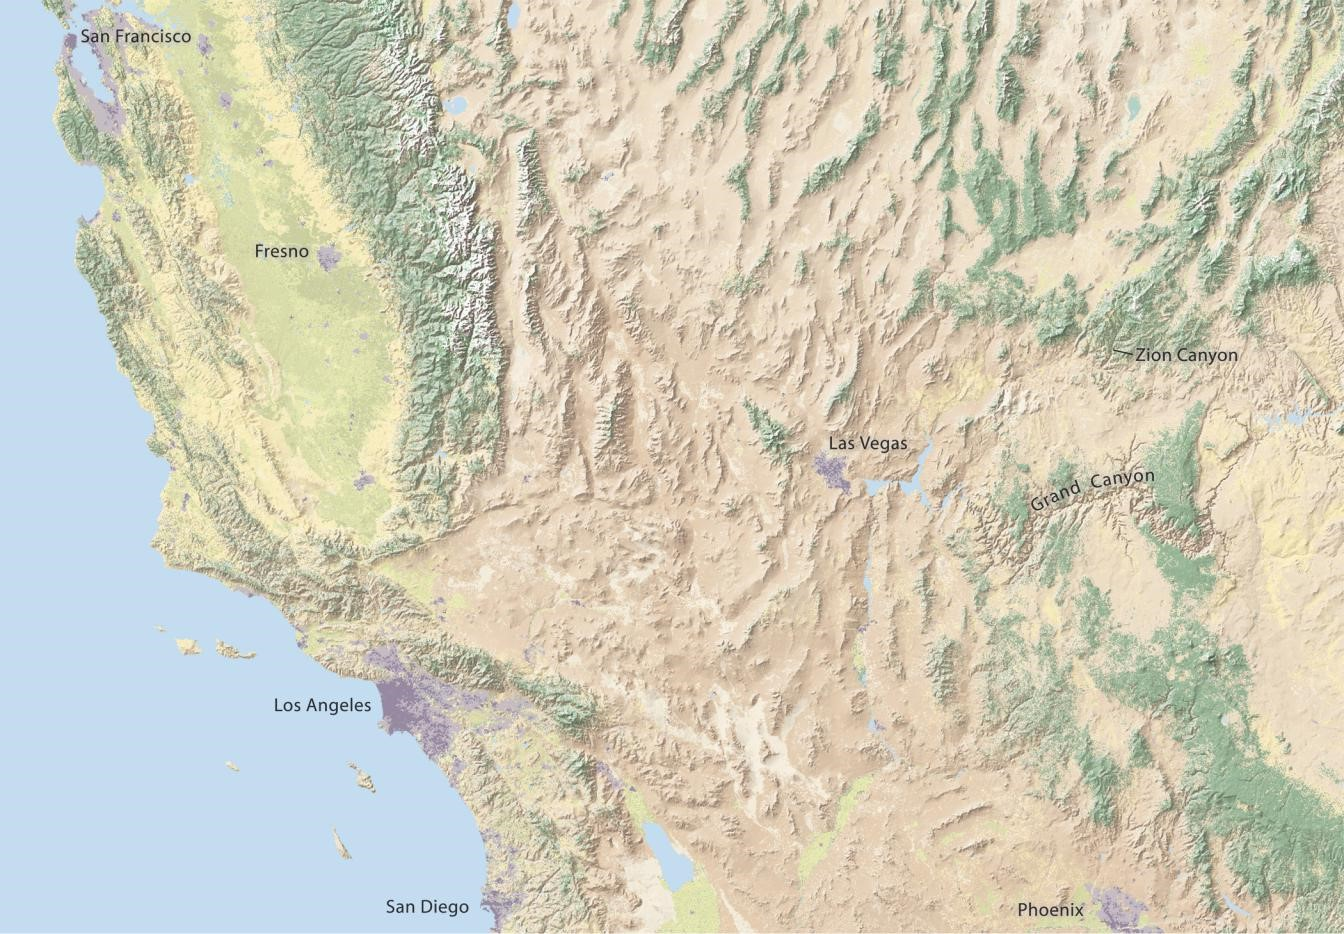 San Francisco
Fresno
Zion Canyon
Las Vegas
Grand Canyon
Los Angeles
San Diego
Phoenix